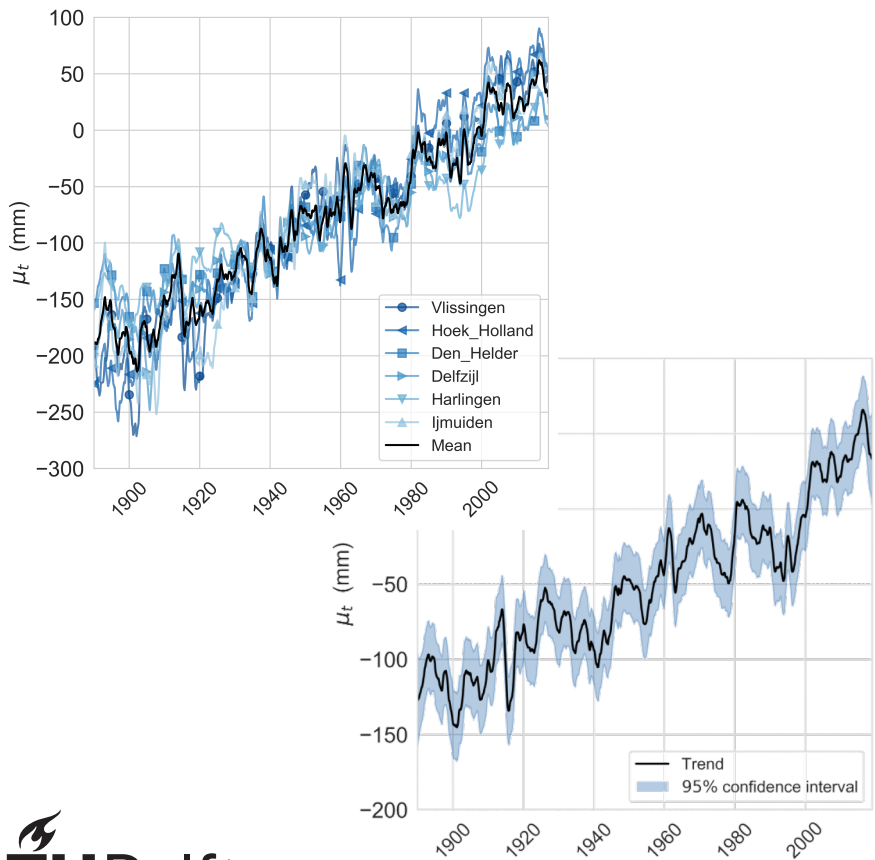 100
50
0
−50
−100
−150
−200
−250
−300
μt (mm)
1900
1920
1940
1960
1980
2000
Vlissingen
Hoek_Holland
Den_Helder
Delfzijl
Harlingen
Ijmuiden
Mean
μt (mm)
−50
−100
−150
−200
1900
1920
1940
1960
1980
2000
Trend
95% confidence interval